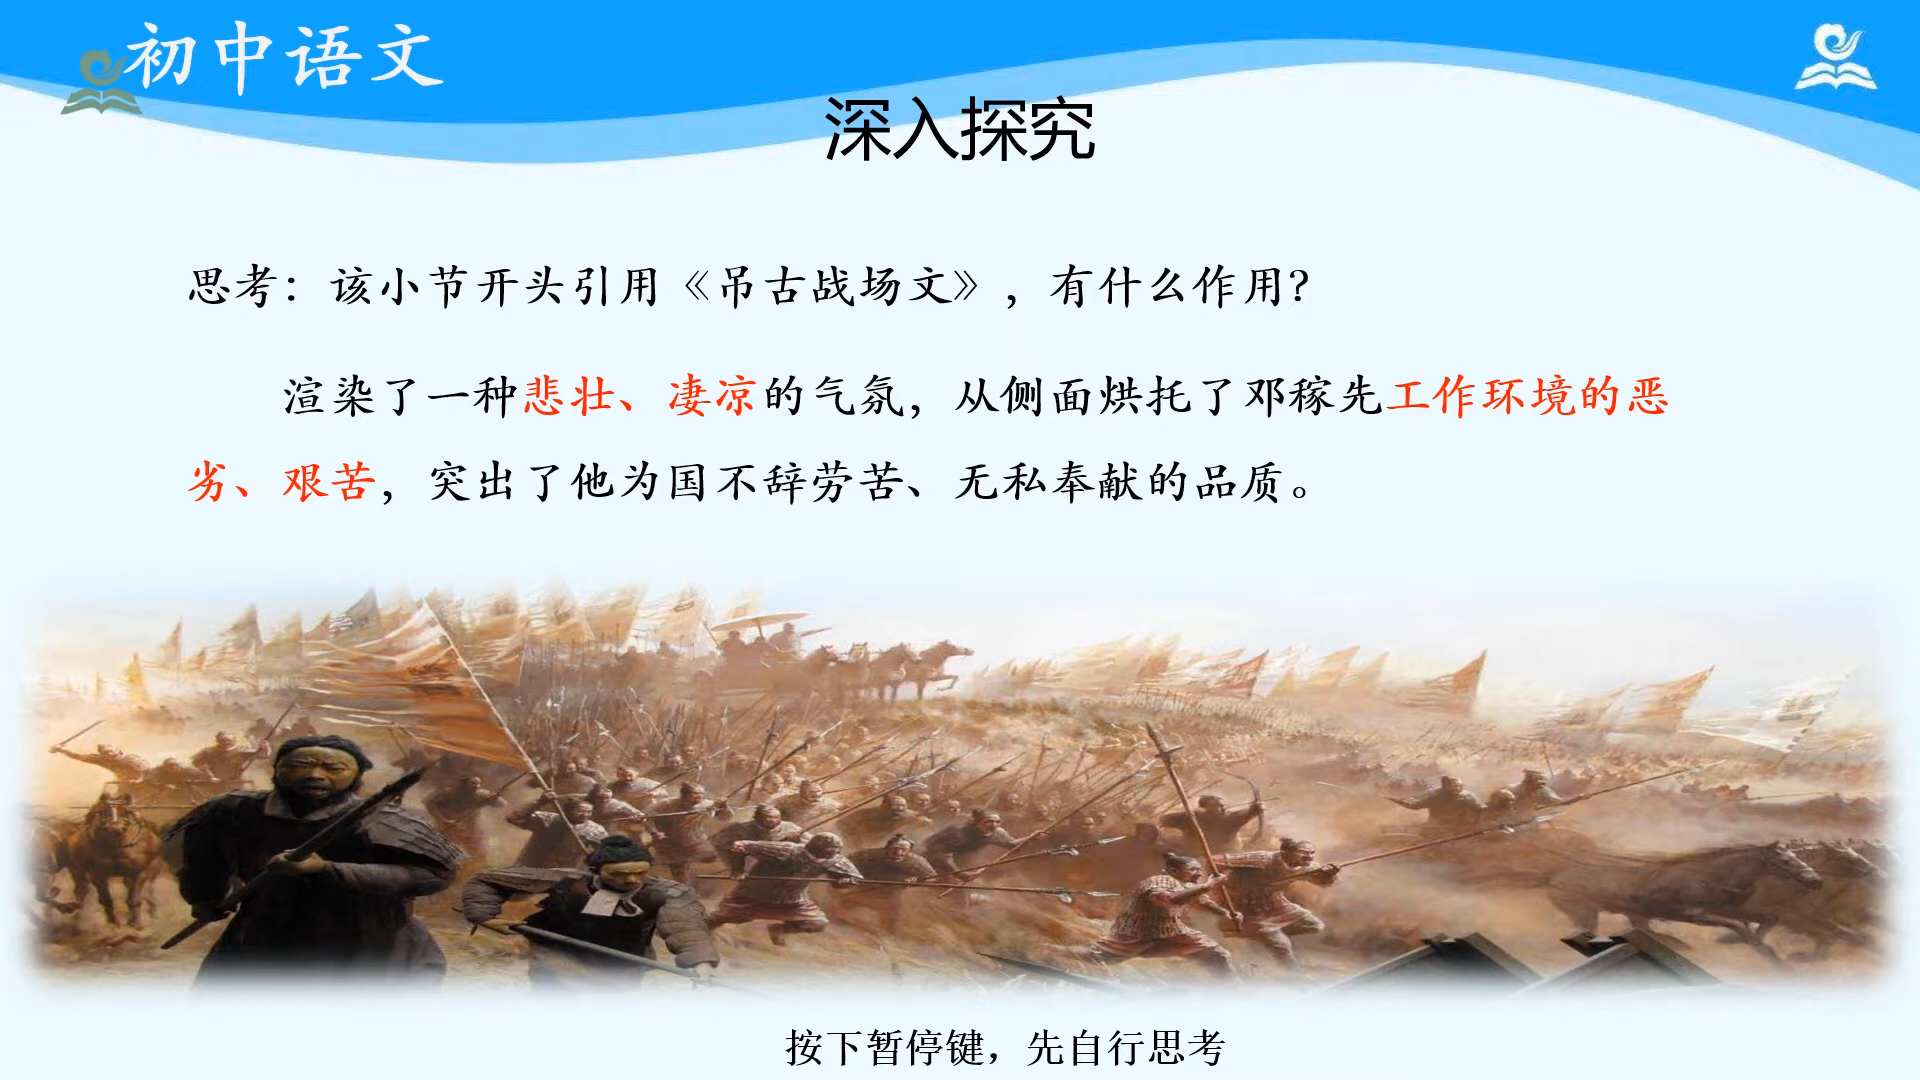 初中语文
深入探究
思考：该小节开头引用《吊古战场文》，有什么作用？
渲染了一种悲壮、凄凉的气氛，从侧面烘托了邓稼先工作环境的恶
劣、艰苦，突出了他为国不辞劳苦、无私奉献的品质。
按下暂停键，先自行思考